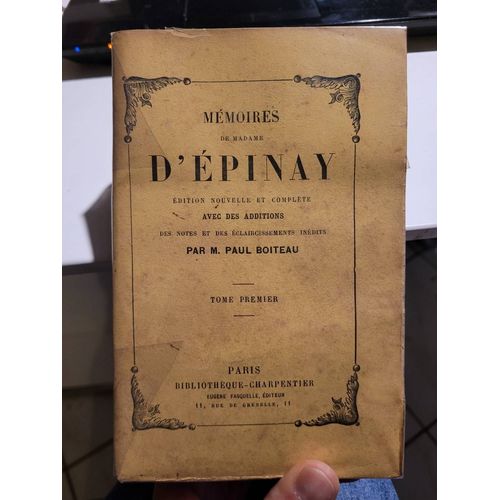 MÉMOIRES
DE MADAME
D'ÉPINAY
ÉDITION NOUVELLE ET COMPLÈTE
AVEC DES ADDITIONS
DES NOTES ET DES ÉCLAIRCISSEMENTS INÉDITS
PAR M. PAUL BOITEAU
TOME PREMIER
PARIS
BIBLIOTHÈQUE-CHARPENTIER
EUGÈNE FASQUELLE, ÉDITEUR
11, RUE DE GRENELLE, 11